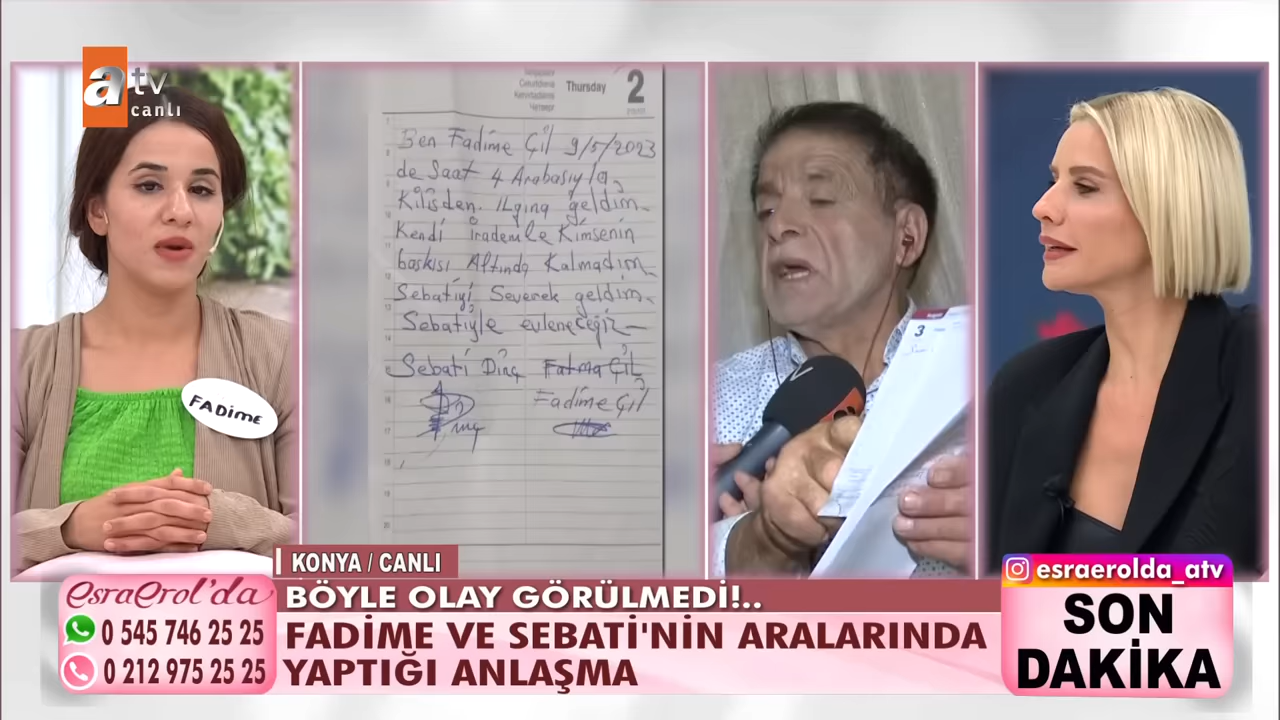 atv
canlı
Thursday 2
Ben Fadime Çil 9/5/2023
de Saat 4 Arabasıyla
Kilisden Ilgına geldim
Kendi irademle Kimsenin
baskısı Altında Kalmadım
Sebatiyi Severek geldim
Sebatiyle evleneceğiz
Sebati Dinç Fatma Çil
Fadime Çil
Dinç
3
FADİME
KONYA / CANLI
esraerol'da
0 545 746 25 25
0 212 975 25 25
BÖYLE OLAY GÖRÜLMEDİ!..
FADİME VE SEBATİ'NİN ARALARINDA
YAPTIĞI ANLAŞMA
esraerolda_atv
SON
DAKİKA